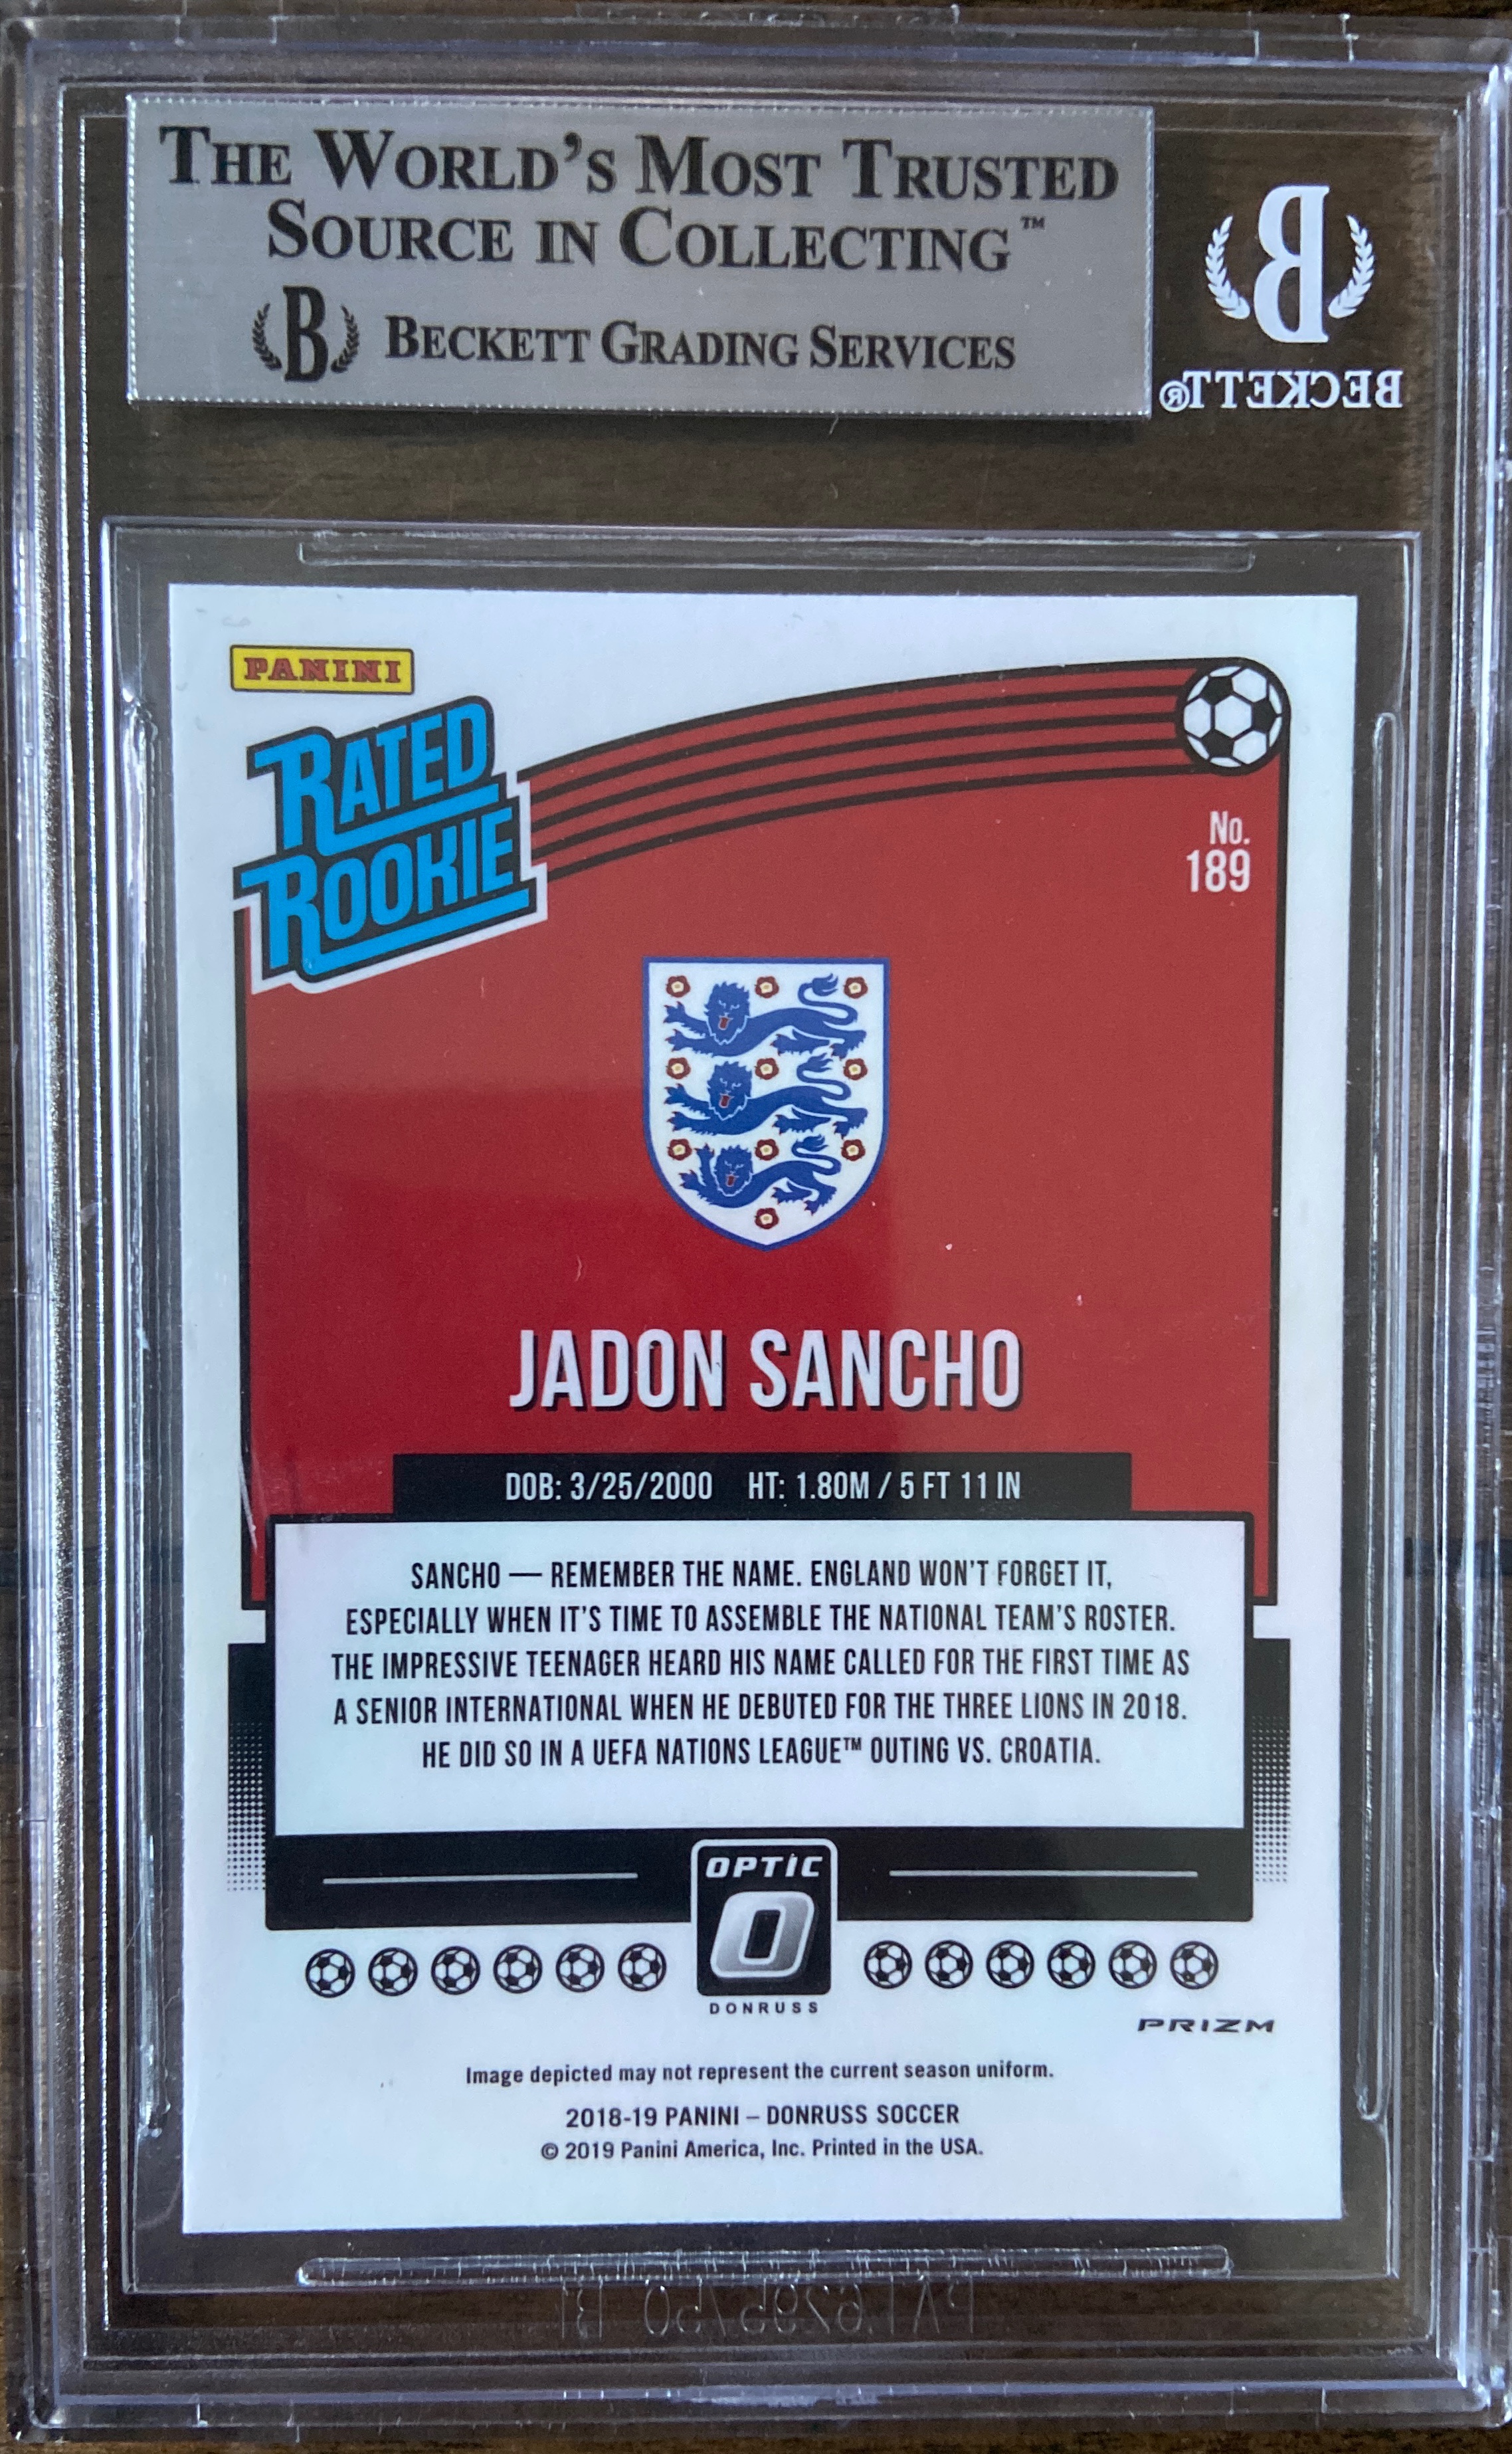 THE WORLD'S MOST TRUSTED
SOURCE IN COLLECTING™
B BECKETT GRADING SERVICES
B
BECKETT®
PANINI
RATED
ROOKIE
No.
189
JADON SANCHO
DOB: 3/25/2000 HT: 1.80M / 5 FT 11 IN
SANCHO — REMEMBER THE NAME. ENGLAND WON'T FORGET IT,
ESPECIALLY WHEN IT'S TIME TO ASSEMBLE THE NATIONAL TEAM'S ROSTER.
THE IMPRESSIVE TEENAGER HEARD HIS NAME CALLED FOR THE FIRST TIME AS
A SENIOR INTERNATIONAL WHEN HE DEBUTED FOR THE THREE LIONS IN 2018.
HE DID SO IN A UEFA NATIONS LEAGUE™ OUTING VS. CROATIA.
OPTIC
O
DONRUSS
PRIZM
Image depicted may not represent the current season uniform.
2018-19 PANINI – DONRUSS SOCCER
© 2019 Panini America, Inc. Printed in the USA.